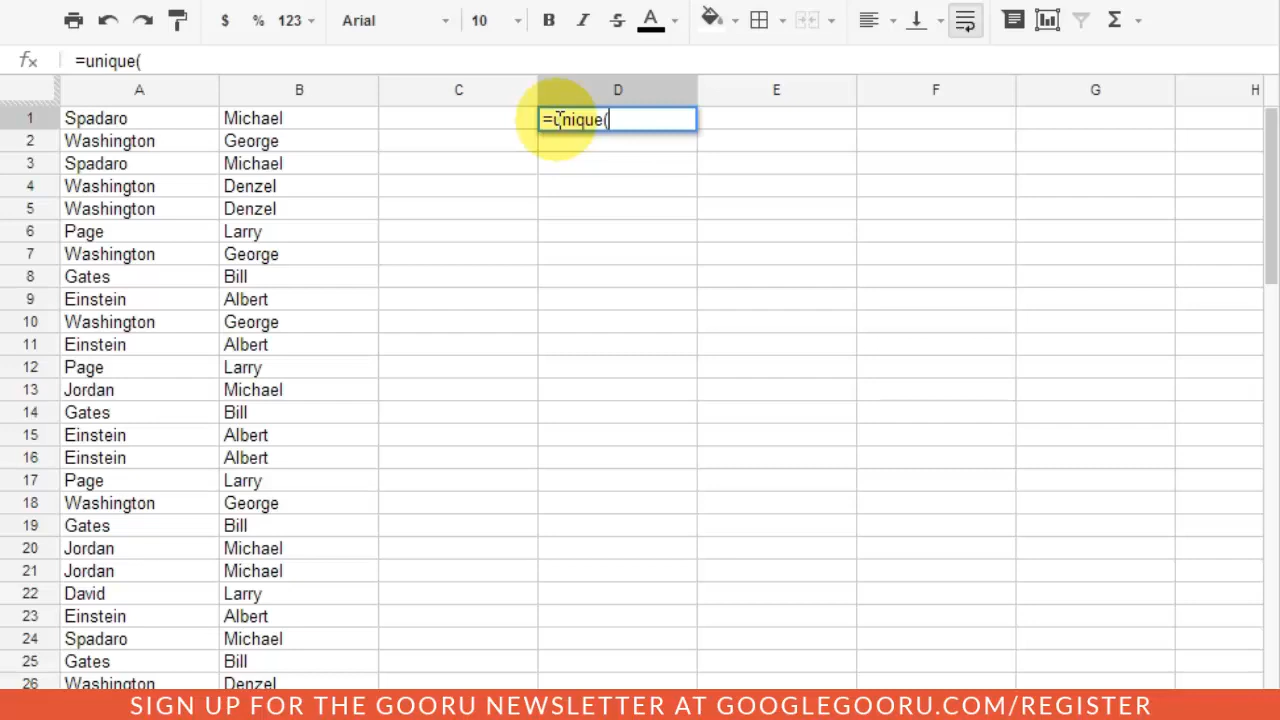 $ % 123 Arial 10 B I S A Σ
fx =unique(
A B C D E F G H
1 Spadaro Michael =unique(
2 Washington George
3 Spadaro Michael
4 Washington Denzel
5 Washington Denzel
6 Page Larry
7 Washington George
8 Gates Bill
9 Einstein Albert
10 Washington George
11 Einstein Albert
12 Page Larry
13 Jordan Michael
14 Gates Bill
15 Einstein Albert
16 Einstein Albert
17 Page Larry
18 Washington George
19 Gates Bill
20 Jordan Michael
21 Jordan Michael
22 David Larry
23 Einstein Albert
24 Spadaro Michael
25 Gates Bill
26 Washington Denzel
SIGN UP FOR THE GOORU NEWSLETTER AT GOOGLEGOORU.COM/REGISTER